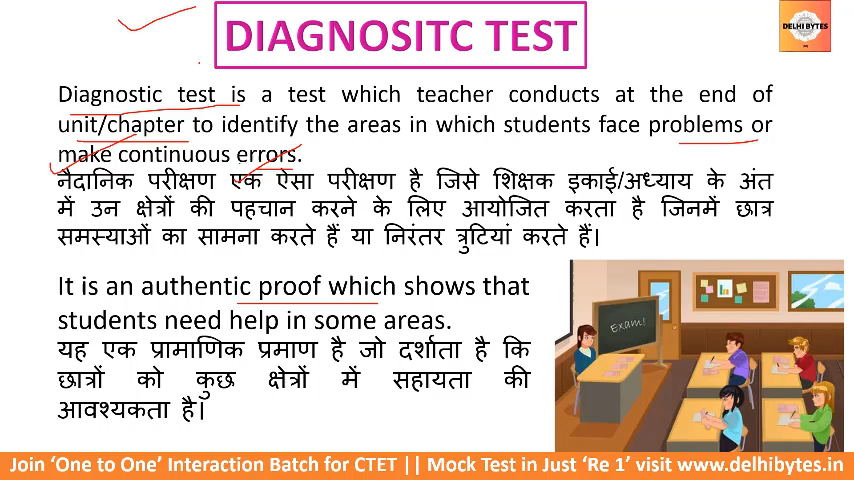 DIAGNOSITC TEST
DELHI BYTES
Diagnostic test is a test which teacher conducts at the end of
unit/chapter to identify the areas in which students face problems or
make continuous errors.
नैदानिक परीक्षण एक ऐसा परीक्षण है जिसे शिक्षक इकाई/अध्याय के अंत
में उन क्षेत्रों की पहचान करने के लिए आयोजित करता है जिनमें छात्र
समस्याओं का सामना करते हैं या निरंतर त्रुटियां करते हैं।
It is an authentic proof which shows that
students need help in some areas.
यह एक प्रामाणिक प्रमाण है जो दर्शाता है कि
छात्रों को कुछ क्षेत्रों में सहायता की
आवश्यकता है।
Exam!
Join ‘One to One’ Interaction Batch for CTET || Mock Test in Just ‘Re 1’ visit www.delhibytes.in